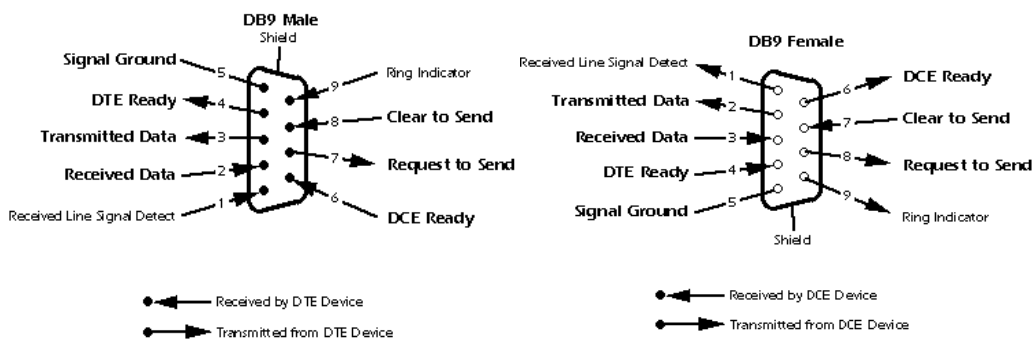 DB9 Male
Shield
Signal Ground
5
9
Ring Indicator
DTE Ready
4
8
Clear to Send
Transmitted Data
3
7
Request to Send
Received Data
2
6
DCE Ready
Received Line Signal Detect
1
Received by DTE Device
Transmitted from DTE Device
DB9 Female
Received Line Signal Detect
1
6
DCE Ready
Transmitted Data
2
7
Clear to Send
Received Data
3
8
Request to Send
DTE Ready
4
9
Ring Indicator
Signal Ground
5
Shield
Received by DCE Device
Transmitted from DCE Device